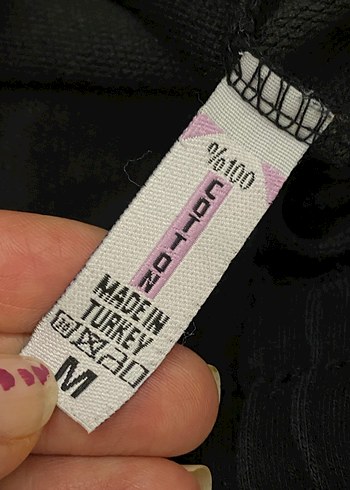 %100
COTTON
MADE IN
TURKEY
M